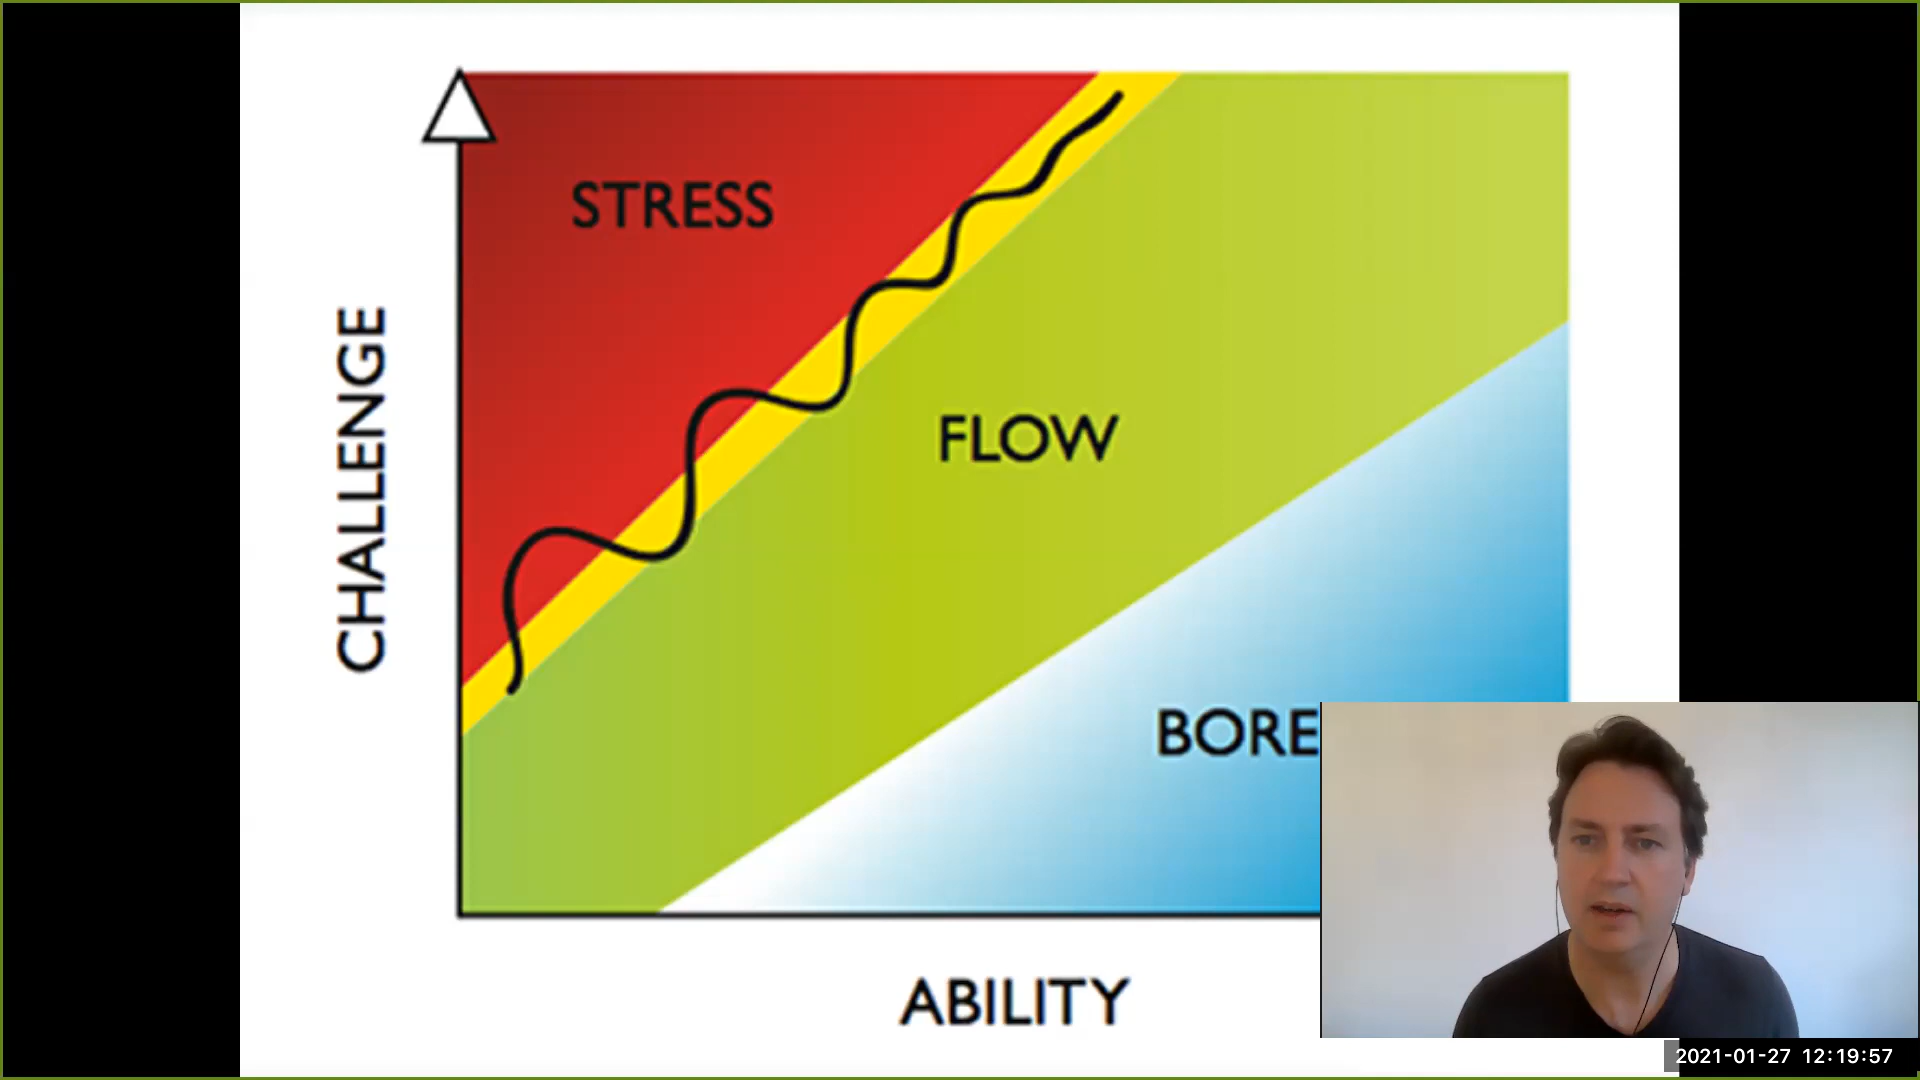 STRESS
CHALLENGE
FLOW
BORE
ABILITY
2021-01-27 12:19:57